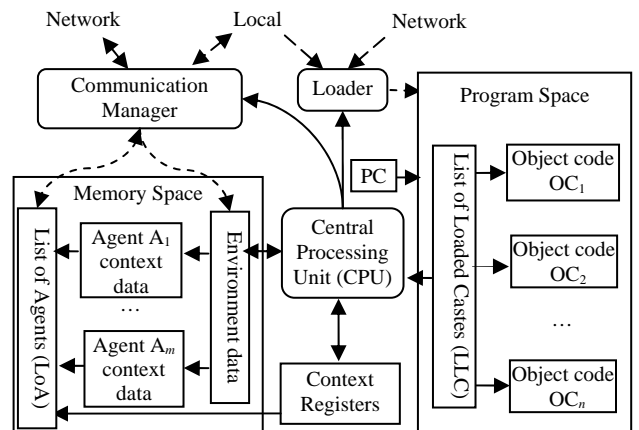 Network
Local
Network
Communication
Manager
Loader
Program Space
PC
List of Loaded Castes (LLC)
Object code
OC1
Object code
OC2
…
Object code
OCn
Memory Space
List of Agents (LoA)
Agent A1
context
data
…
Agent Am
context
data
Environment data
Central
Processing
Unit (CPU)
Context
Registers